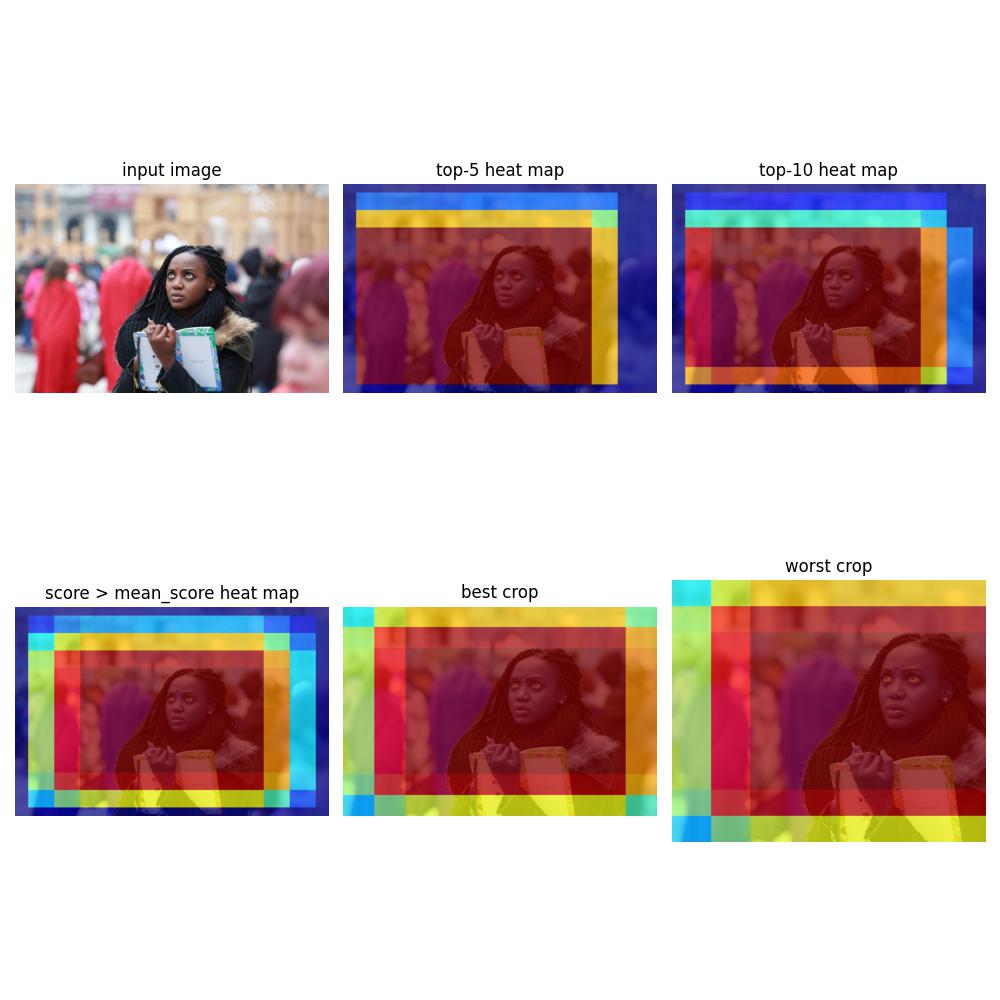 input image
top-5 heat map
top-10 heat map
score > mean_score heat map
best crop
worst crop